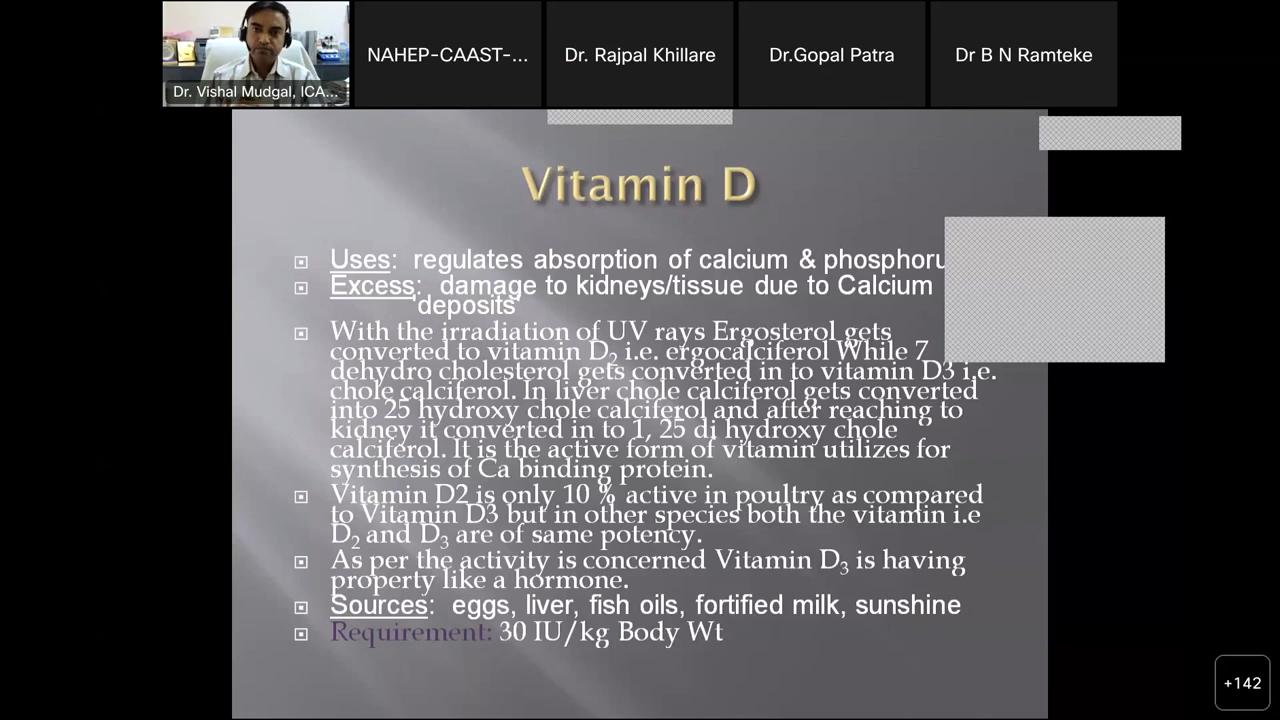 NAHEP-CAAST-...
Dr. Rajpal Khillare
Dr.Gopal Patra
Dr B N Ramteke
Dr. Vishal Mudgal, ICA...
Vitamin D
Uses: regulates absorption of calcium & phosphoru
Excess: damage to kidneys/tissue due to Calcium
'deposits'
With the irradiation of UV rays Ergosterol gets
converted to vitamin D₂ i.e. ergocalciferol While 7
dehydro cholesterol gets converted in to vitamin D3 i.e.
chole calciferol. In liver chole calciferol gets converted
into 25 hydroxy chole calciferol and after reaching to
kidney it converted in to 1, 25 di hydroxy chole
calciferol. It is the active form of vitamin utilizes for
synthesis of Ca binding protein.
Vitamin D2 is only 10 % active in poultry as compared
to Vitamin D3 but in other species both the vitamin i.e
D₂ and D₃ are of same potency.
As per the activity is concerned Vitamin D₃ is having
property like a hormone.
Sources: eggs, liver, fish oils, fortified milk, sunshine
Requirement: 30 IU/kg Body Wt
+142